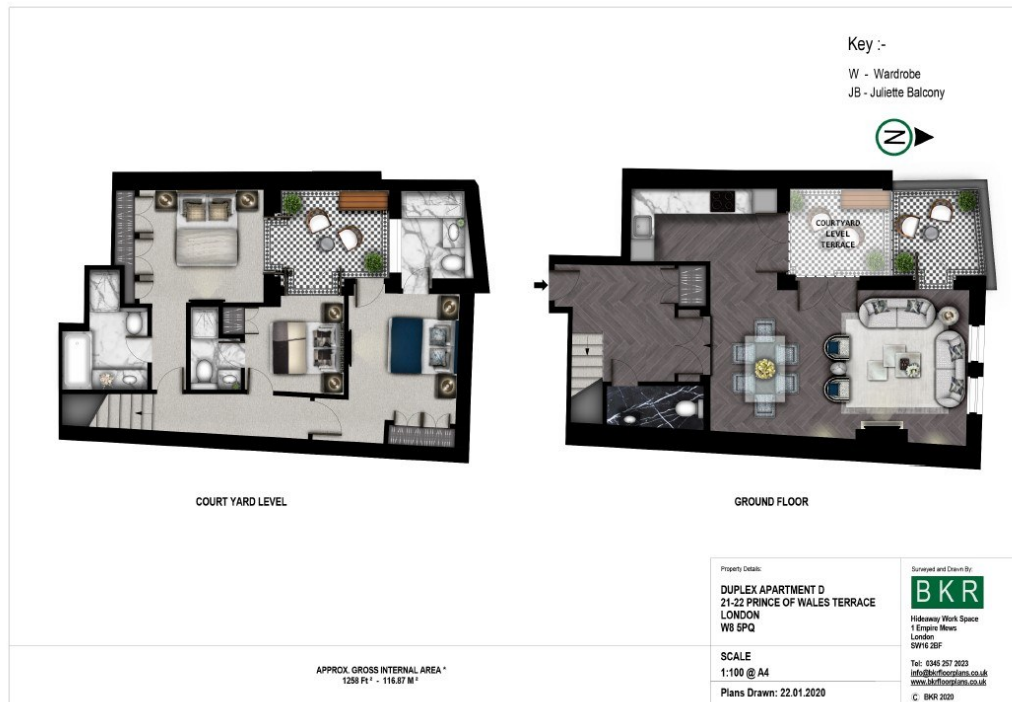 Key :-
W - Wardrobe
JB - Juliette Balcony
N
COURTYARD
LEVEL
TERRACE
COURT YARD LEVEL
GROUND FLOOR
APPROX. GROSS INTERNAL AREA *
1258 Ft ² - 116.87 M ²
Property Details:
DUPLEX APARTMENT D
21-22 PRINCE OF WALES TERRACE
LONDON
W8 5PQ
SCALE
1:100 @ A4
Plans Drawn: 22.01.2020
Surveyed and Drawn By:
BKR
Hideaway Work Space
1 Empire Mews
London
SW16 2BF
Tel: 0345 257 2023
info@bkrfloorplans.co.uk
www.bkrfloorplans.co.uk
© BKR 2020